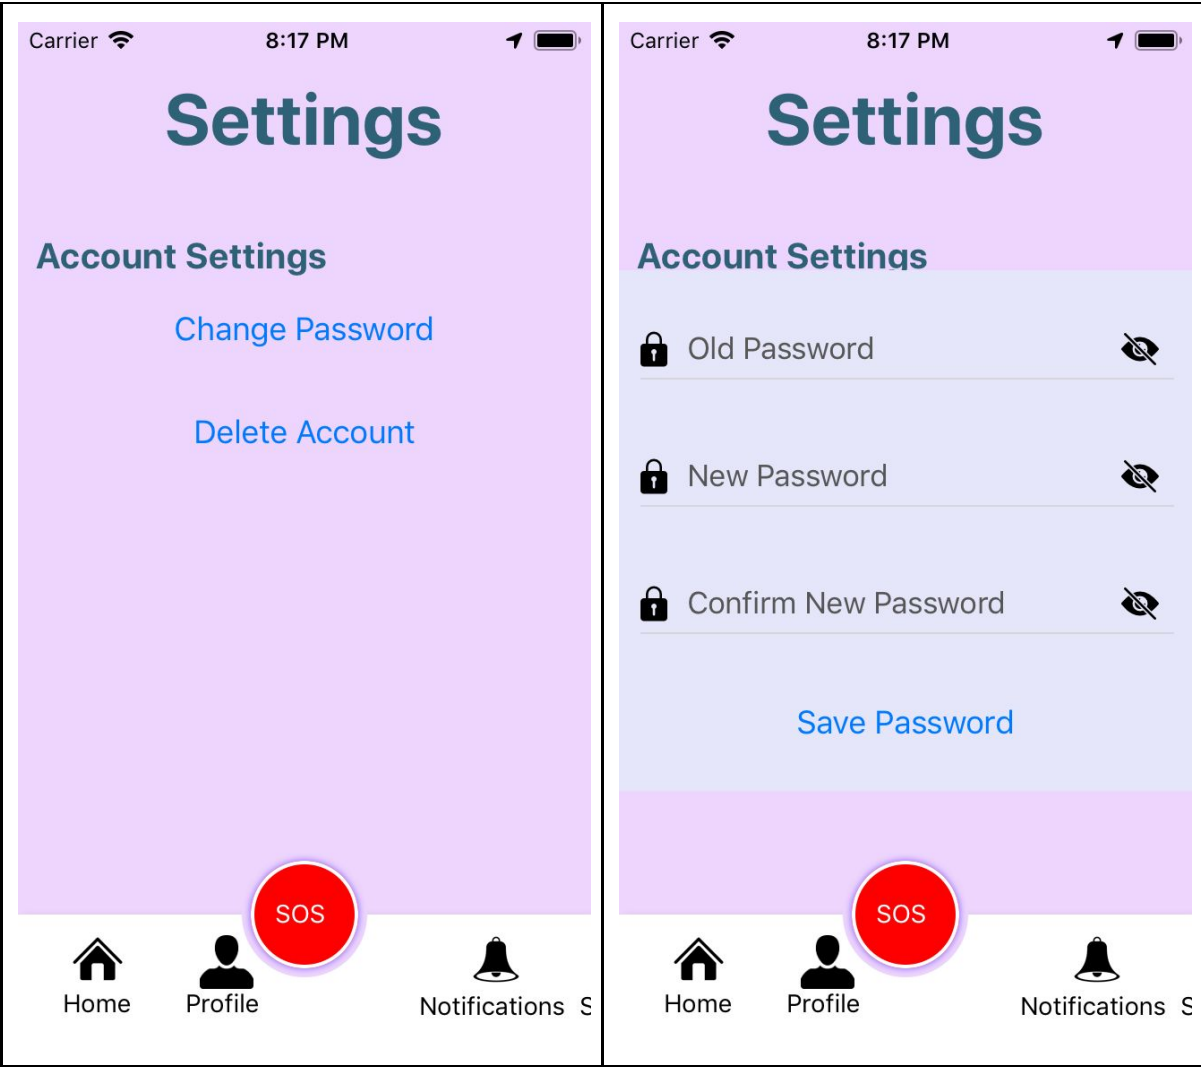 Carrier 8:17 PM
Settings
Account Settings
Change Password
Delete Account
SOS
Home Profile Notifications S
Carrier 8:17 PM
Settings
Account Settings
Old Password
New Password
Confirm New Password
Save Password
SOS
Home Profile Notifications S